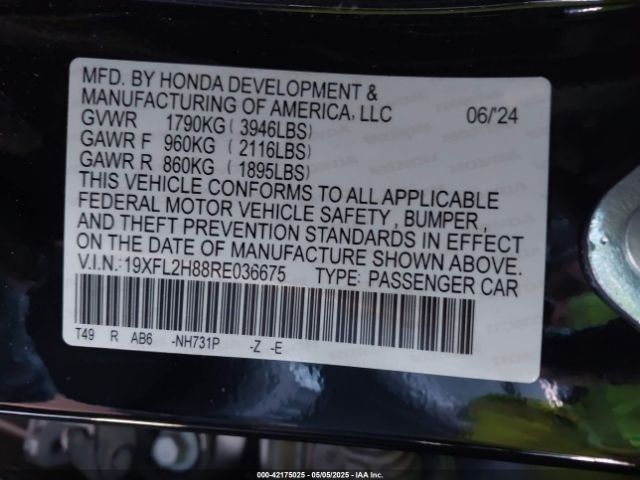 MFD. BY HONDA DEVELOPMENT &
MANUFACTURING OF AMERICA, LLC 06/'24
GVWR 1790KG ( 3946LBS)
GAWR F 960KG ( 2116LBS)
GAWR R 860KG ( 1895LBS)
THIS VEHICLE CONFORMS TO ALL APPLICABLE
FEDERAL MOTOR VEHICLE SAFETY, BUMPER,
AND THEFT PREVENTION STANDARDS IN EFFECT
ON THE DATE OF MANUFACTURE SHOWN ABOVE.
V.I.N.: 19XFL2H88RE036675 TYPE: PASSENGER CAR
T49 R AB6 -NH731P -Z -E
000-42175025 - 05/05/2025 - IAA Inc.